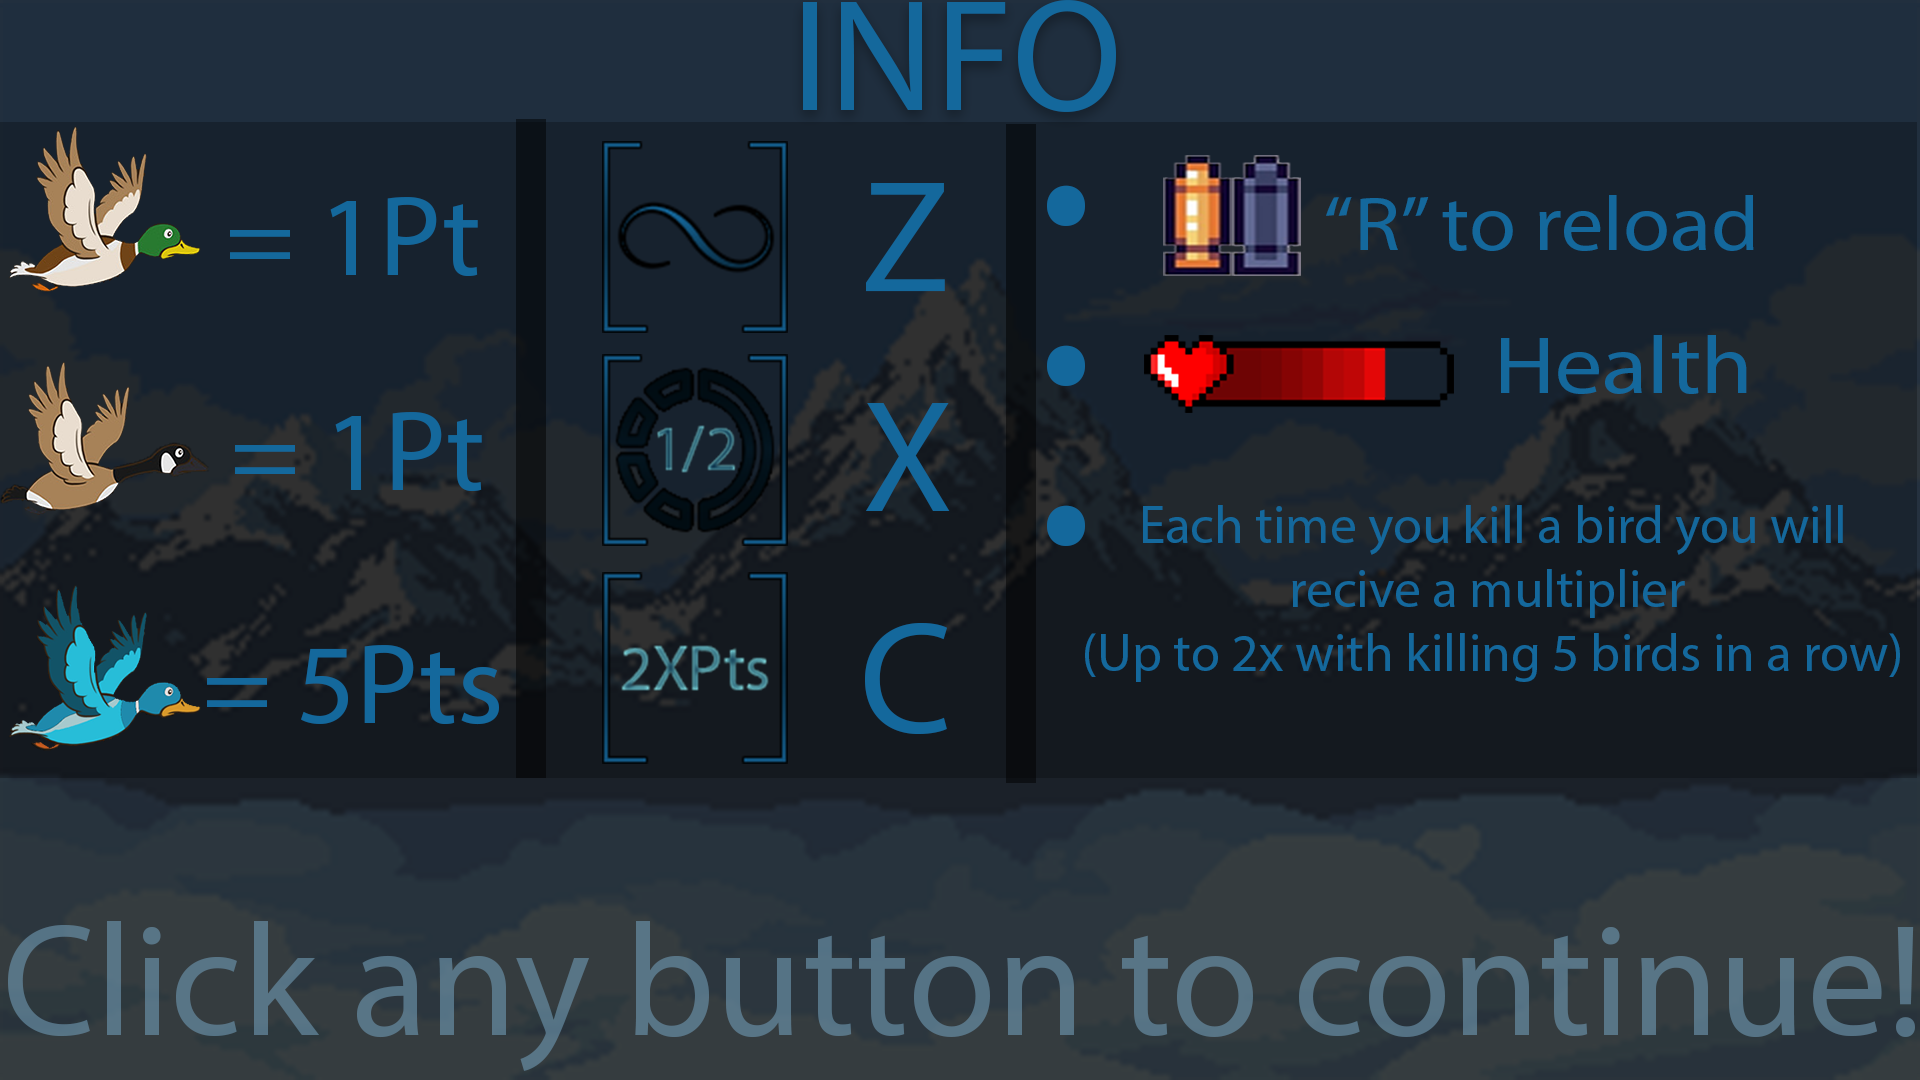 INFO
= 1Pt
= 1Pt
= 5Pts
Z
1/2
X
2XPts
C
“R” to reload
Health
Each time you kill a bird you will
recive a multiplier
(Up to 2x with killing 5 birds in a row)
Click any button to continue!